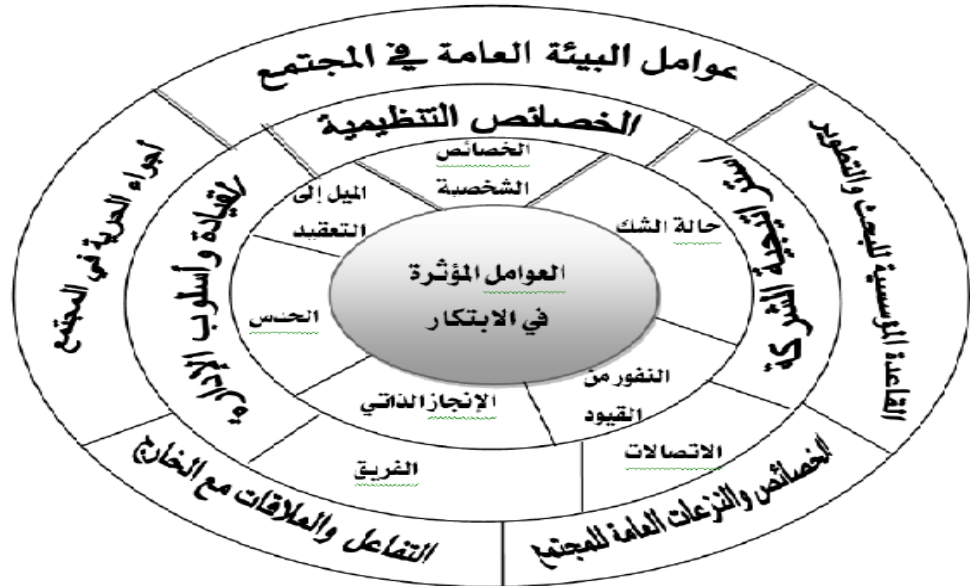 عوامل البيئة العامة في المجتمع
الخصائص التنظيمية
الخصائص
الشخصية
الميل إلى
التعقيد
حالة الشك
القاعدة المؤسسية للبحث والتطوير
استراتيجية الشركة
القيادة وأسلوب الإدارة
أجواء الحرية في المجتمع
العوامل المؤثرة
في الابتكار
الحدس
النفور من
القيود
الإنجاز الذاتي
الاتصالات
الفريق
الخصائص والنزعات العامة للمجتمع
التفاعل والعلاقات مع الخارج